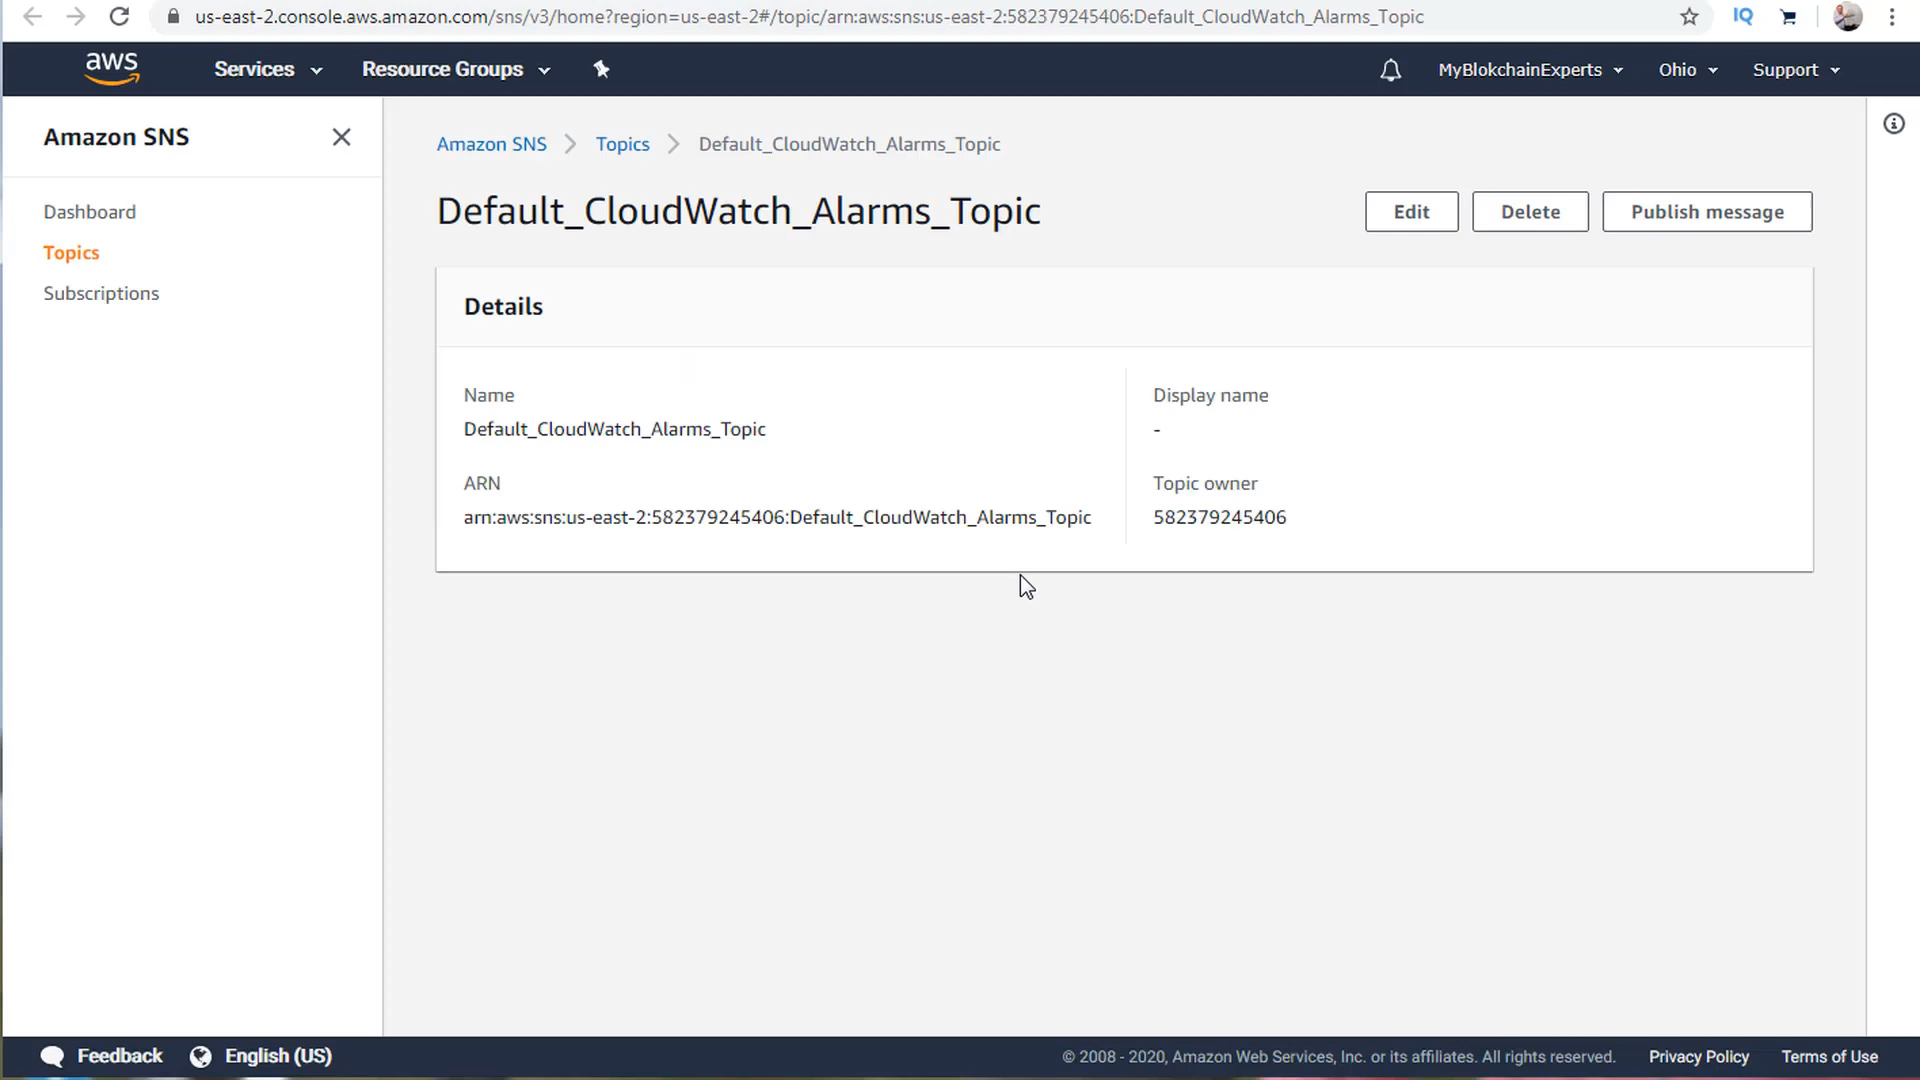 us-east-2.console.aws.amazon.com/sns/v3/home?region=us-east-2#/topic/arn:aws:sns:us-east-2:582379245406:Default_CloudWatch_Alarms_Topic
IQ
aws
Services
Resource Groups
MyBlokchainExperts
Ohio
Support
Amazon SNS
Dashboard
Topics
Subscriptions
Amazon SNS
Topics
Default_CloudWatch_Alarms_Topic
Default_CloudWatch_Alarms_Topic
Edit
Delete
Publish message
Details
Name
Default_CloudWatch_Alarms_Topic
Display name
-
ARN
arn:aws:sns:us-east-2:582379245406:Default_CloudWatch_Alarms_Topic
Topic owner
582379245406
Feedback
English (US)
© 2008 - 2020, Amazon Web Services, Inc. or its affiliates. All rights reserved.
Privacy Policy
Terms of Use